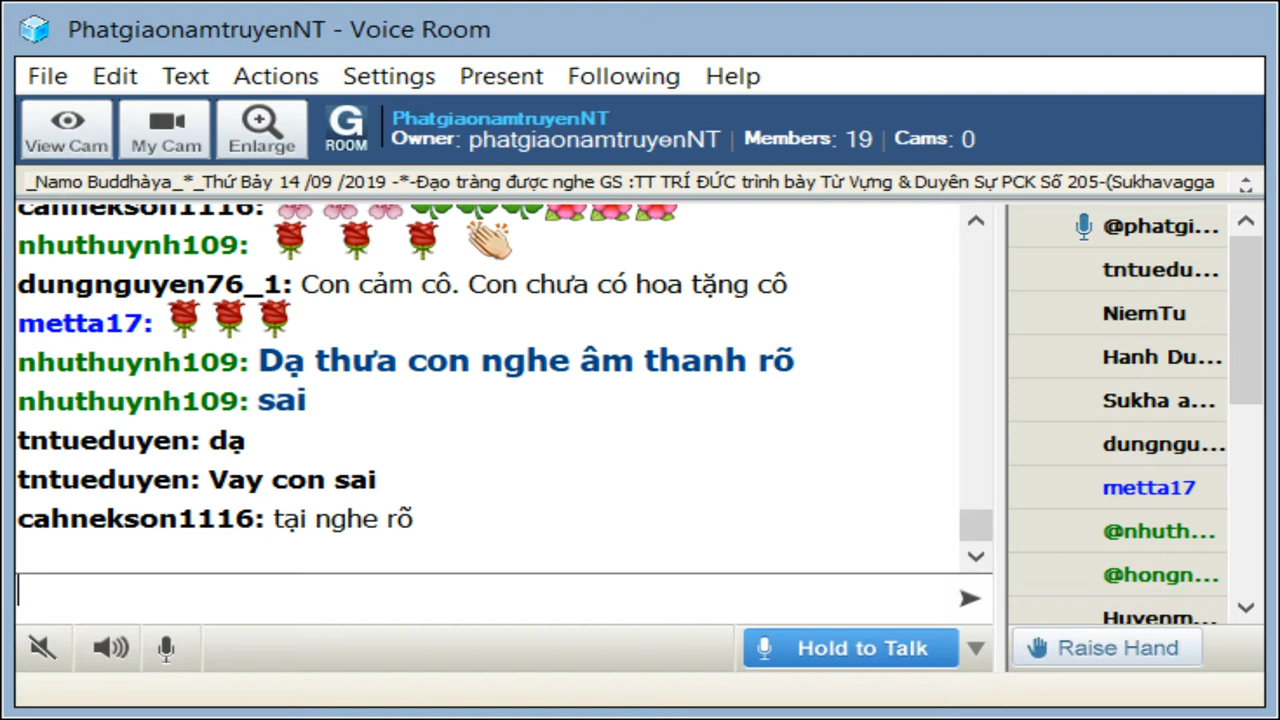 PhatgiaonamtruyenNT - Voice Room
File Edit Text Actions Settings Present Following Help
View Cam My Cam Enlarge G ROOM
PhatgiaonamtruyenNT
Owner: phatgiaonamtruyenNT | Members: 19 | Cams: 0
_Namo Buddhàya_*_Thứ Bảy 14 /09 /2019 -*-Đạo tràng được nghe GS :TT TRÍ ĐỨC trình bày Từ Vựng & Duyên Sự PCK Số 205-(Sukhavagga
cahnekson1116:
nhuthuynh109:
dungnguyen76_1: Con cảm cô. Con chưa có hoa tặng cô
metta17:
nhuthuynh109: Dạ thưa con nghe âm thanh rõ
nhuthuynh109: sai
tntueduyen: dạ
tntueduyen: Vay con sai
cahnekson1116: tại nghe rõ
@phatgi...
tntuedu...
NiemTu
Hanh Du...
Sukha a...
dungngu...
metta17
@nhuth...
@hongn...
Huyenm...
Hold to Talk
Raise Hand